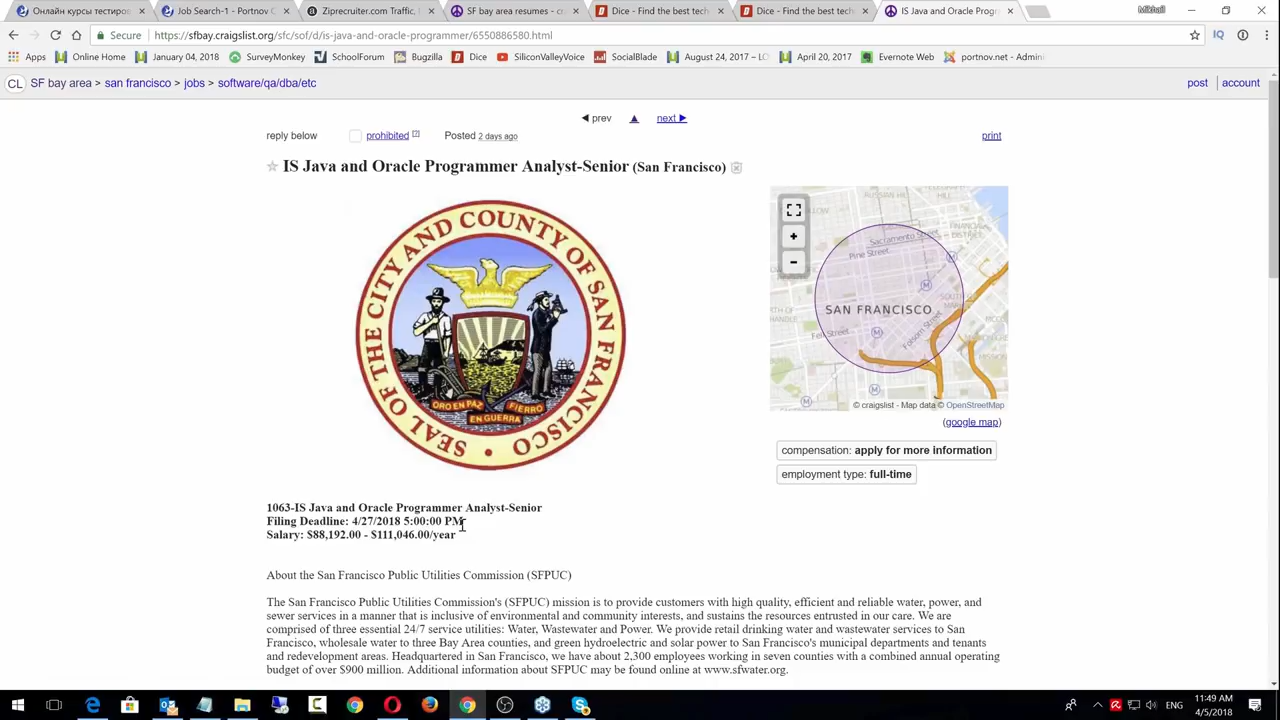 Онлайн курсы тестиров
Job Search-1 - Portnov C
Ziprecruiter.com Traffic,
SF bay area resumes - c
Dice - Find the best tech
Dice - Find the best tech
IS Java and Oracle Progr
Mikhail
Secure
https://sfbay.craigslist.org/sfc/sof/d/is-java-and-oracle-programmer/6550886580.html
Apps
Online Home
January 04, 2018
SurveyMonkey
SchoolForum
Bugzilla
Dice
SiliconValleyVoice
SocialBlade
August 24, 2017 – LO
April 20, 2017
Evernote Web
portnov.net - Admini
CL SF bay area > san francisco > jobs > software/qa/dba/etc
post account
◀ prev ▲ next ▶
reply below prohibited Posted 2 days ago print
☆ IS Java and Oracle Programmer Analyst-Senior (San Francisco)
SEAL OF THE CITY AND COUNTY OF SAN FRANCISCO
ORO EN PAZ
FIERRO
EN GUERRA
+
−
Sacramento Street
Pine Street
SAN FRANCISCO
Fell Street
Folsom Street
© craigslist - Map data © OpenStreetMap
(google map)
compensation: apply for more information
employment type: full-time
1063-IS Java and Oracle Programmer Analyst-Senior
Filing Deadline: 4/27/2018 5:00:00 PM
Salary: $88,192.00 - $111,046.00/year
About the San Francisco Public Utilities Commission (SFPUC)
The San Francisco Public Utilities Commission's (SFPUC) mission is to provide customers with high quality, efficient and reliable water, power, and
sewer services in a manner that is inclusive of environmental and community interests, and sustains the resources entrusted in our care. We are
comprised of three essential 24/7 service utilities: Water, Wastewater and Power. We provide retail drinking water and wastewater services to San
Francisco, wholesale water to three Bay Area counties, and green hydroelectric and solar power to San Francisco's municipal departments and tenants
and redevelopment areas. Headquartered in San Francisco, we have about 2,300 employees working in seven counties with a combined annual operating
budget of over $900 million. Additional information about SFPUC may be found online at www.sfwater.org.
ENG
11:49 AM
4/5/2018